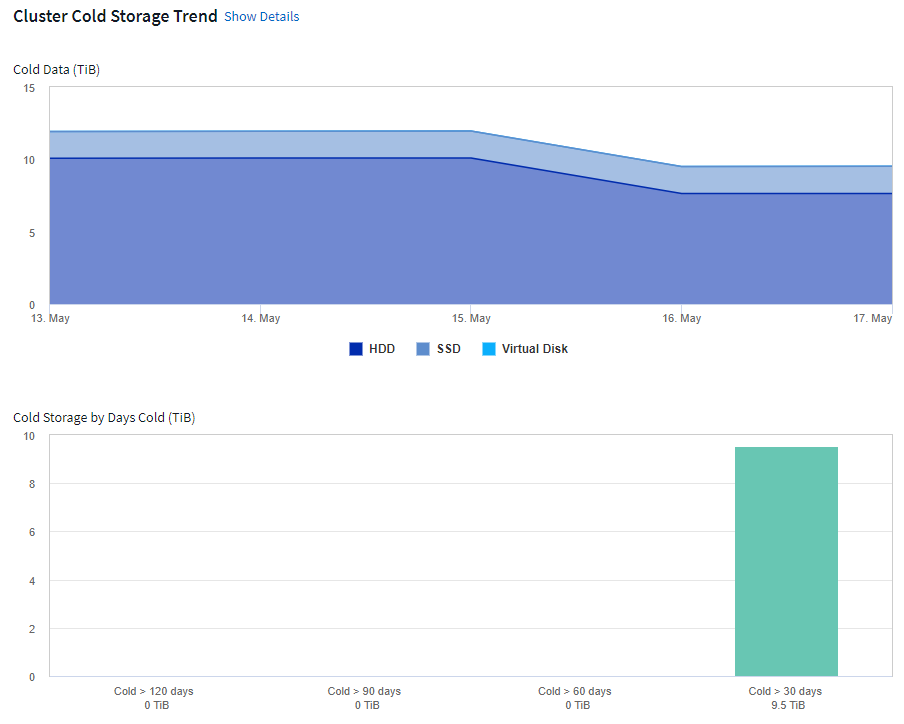 Cluster Cold Storage Trend Show Details
Cold Data (TiB)
15
10
5
0
13. May 14. May 15. May 16. May 17. May
HDD SSD Virtual Disk
Cold Storage by Days Cold (TiB)
10
8
6
4
2
0
Cold > 120 days Cold > 90 days Cold > 60 days Cold > 30 days
0 TiB 0 TiB 0 TiB 9.5 TiB